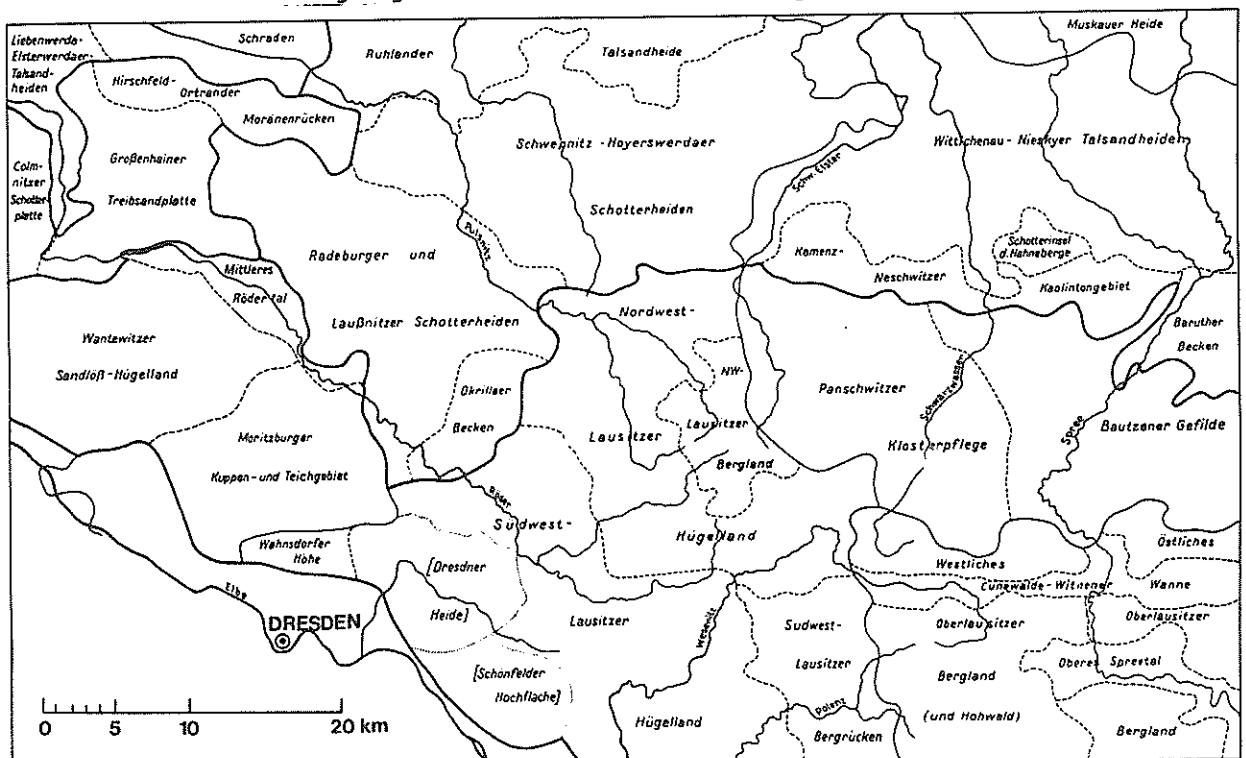 Liebenwerda-
Elsterwerdaer
Talsand-
heiden
Schraden
Ruhlander
Talsandheide
Muskauer Heide
Hirschfeld-
Ortrander
Moränenrücken
Colm-
nitzer
Schotter
platte
Großenhainer
Treibsandplatte
Schwepnitz - Hoyerswerdaer
Schotterheiden
Schw. Elster
Wittichenau - Nieskyer Talsandheiden
Pulsnitz
Kamenz-
Neschwitzer
Schotterinsel
d. Hahneberge
Kaolintongebiet
Radeburger und
Laußnitzer Schotterheiden
Mittleres
Rödertal
Wantewitzer
Sandlöß-Hügelland
Okrillaer
Becken
Nordwest-
Lausitzer
Hügelland
NW-
Lausitzer
Bergland
Panschwitzer
Klosterpflege
Schwarzwasser
Spree
Baruther
Becken
Bautzener Gefilde
Moritzburger
Kuppen- und Teichgebiet
Röder
Südwest-
Lausitzer
Hügelland
Wahnsdorfer
Höhe
[Dresdner
Heide]
[Schönfelder
Hochfläche]
Elbe
DRESDEN
Wesenitz
Südwest-
Lausitzer
Bergrücken
Polenz
Westliches
Oberlausitzer
Bergland
(und Hohwald)
Cunewalde-Wittgener
Wanne
Östliches
Oberlausitzer
Bergland
Oberes Spreetal
0 5 10 20 km